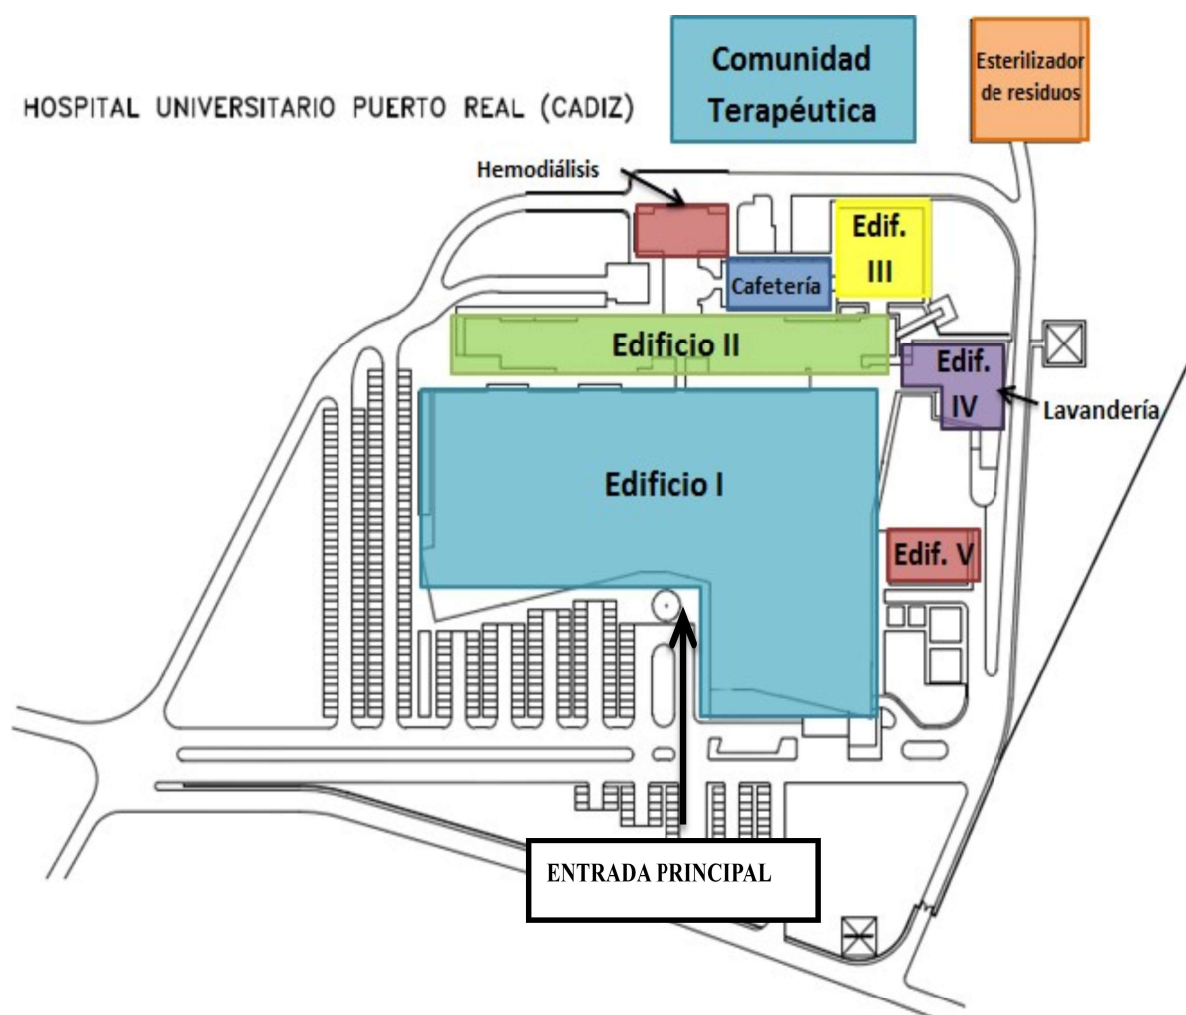 Comunidad
Terapéutica
Esterilizador
de residuos
HOSPITAL UNIVERSITARIO PUERTO REAL (CADIZ)
Hemodiálisis
Edif.
III
Cafetería
Edificio II
Edif.
IV
Lavandería
Edificio I
Edif. V
ENTRADA PRINCIPAL